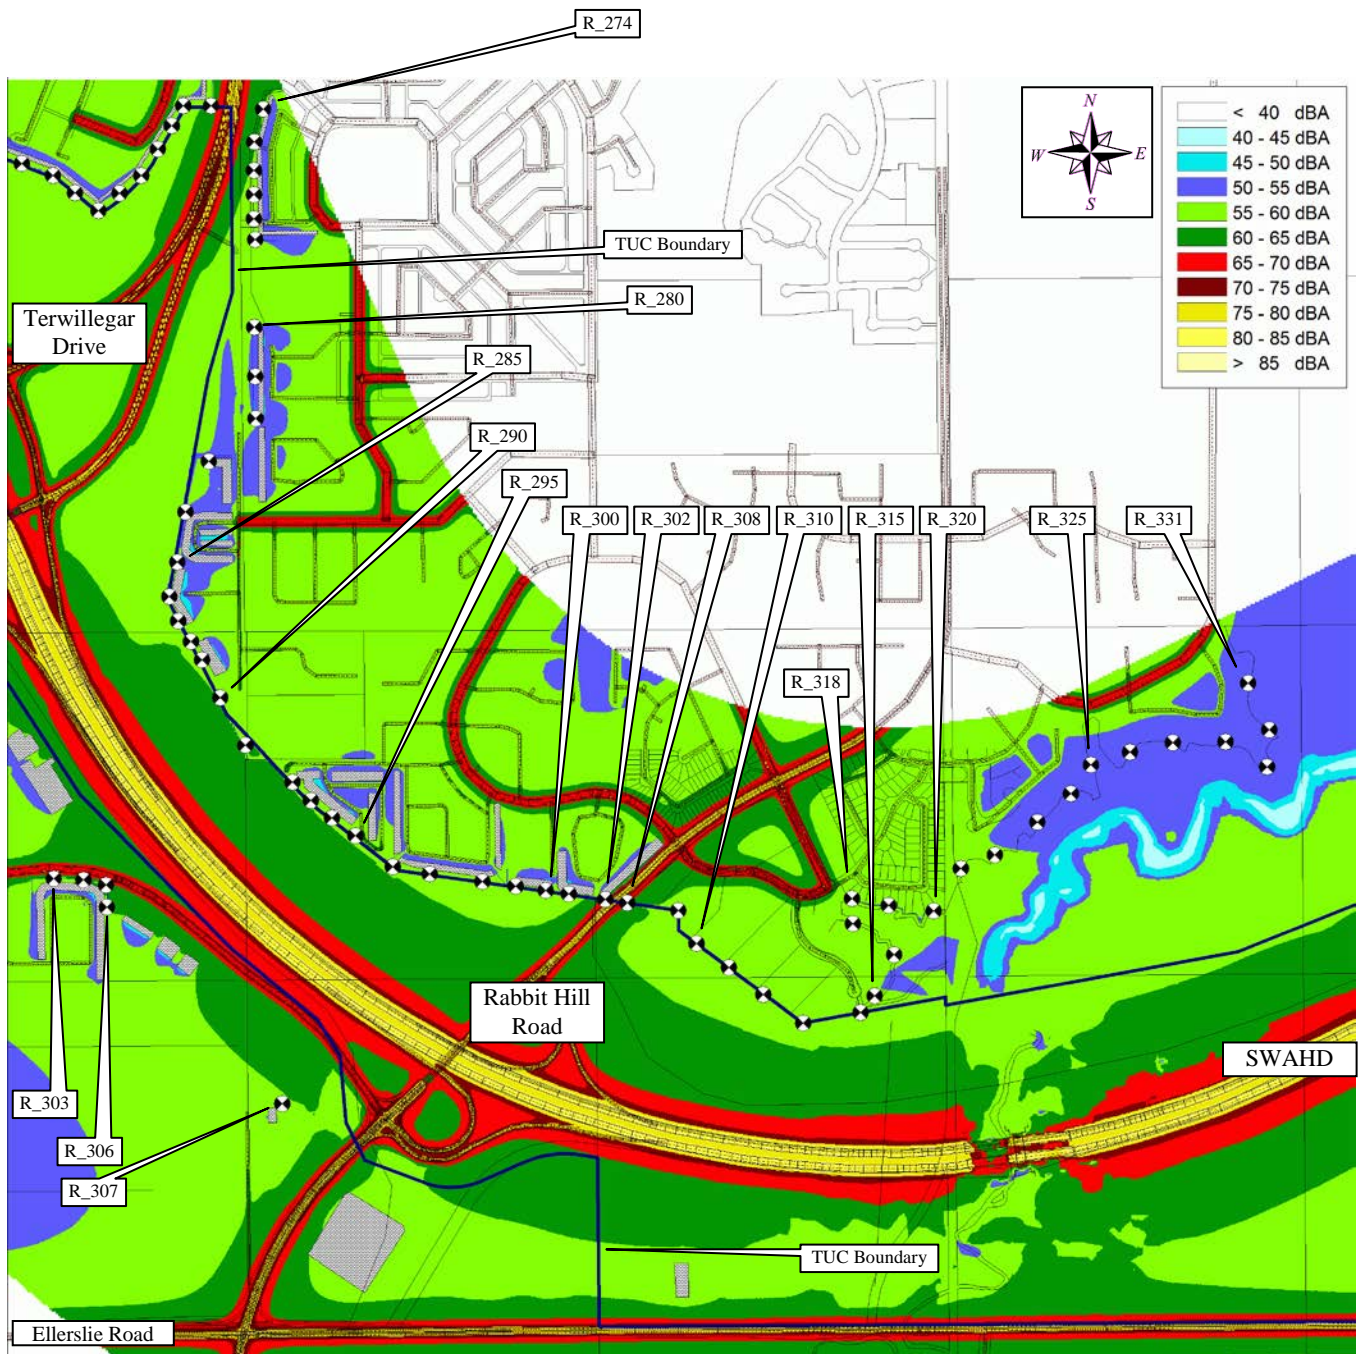 R_274
N
W
E
S
< 40 dBA
40 - 45 dBA
45 - 50 dBA
50 - 55 dBA
55 - 60 dBA
60 - 65 dBA
65 - 70 dBA
70 - 75 dBA
75 - 80 dBA
80 - 85 dBA
> 85 dBA
TUC Boundary
R_280
Terwillegar
Drive
R_285
R_290
R_295
R_300
R_302
R_308
R_310
R_315
R_320
R_325
R_331
R_318
Rabbit Hill
Road
SWAHD
R_303
R_306
R_307
TUC Boundary
Ellerslie Road